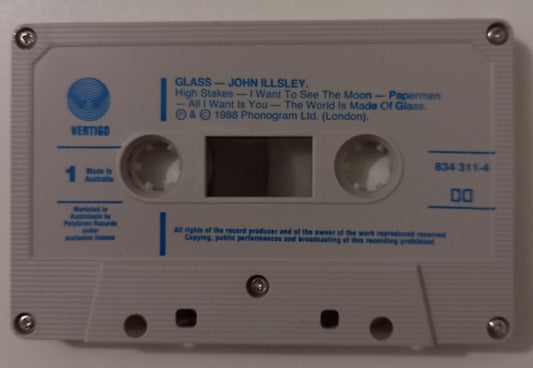 GLASS — JOHN ILLSLEY.
High Stakes — I Want To See The Moon — Papermen
— All I Want Is You — The World Is Made Of Glass.
Ⓟ & © 1988 Phonogram Ltd. (London).
VERTIGO
1
Made in
Australia
834 311-4
Marketed in
Australasia by
PolyGram Records
under
exclusive licence
All rights of the record producer and of the owner of the work reproduced reserved
Copying, public performances and broadcasting of this recording prohibited